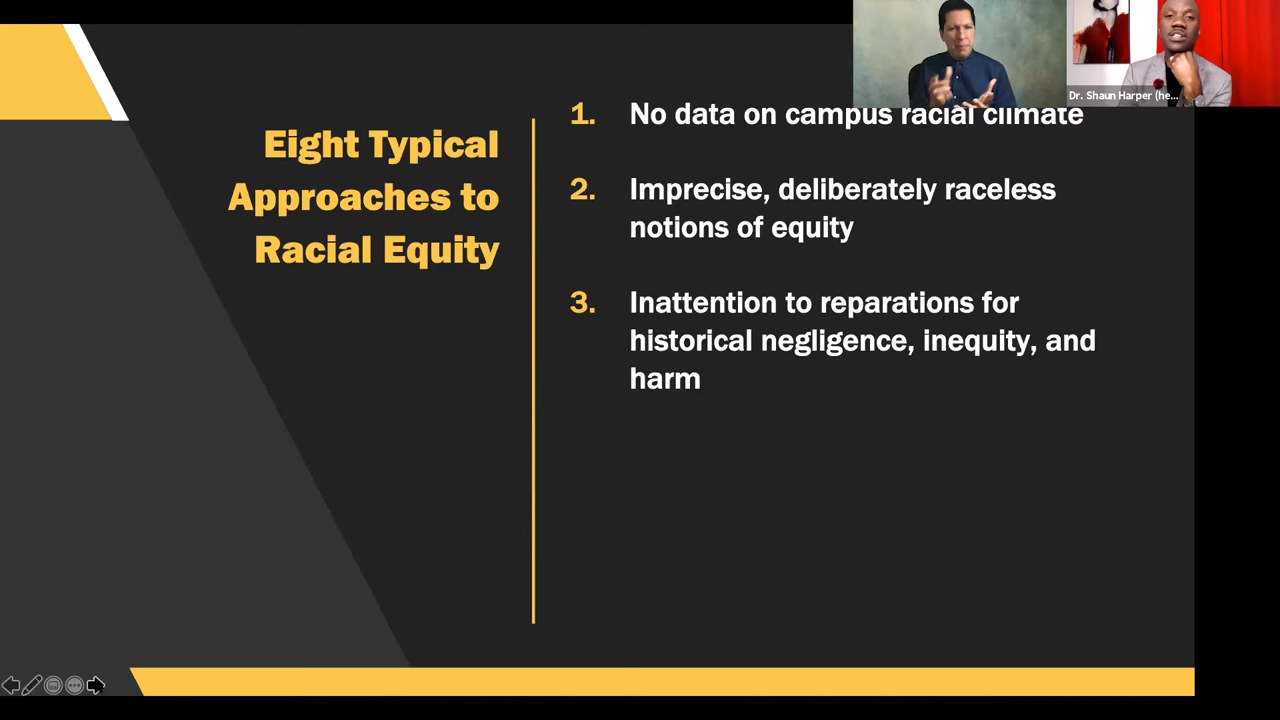 Dr. Shaun Harper (he...
Eight Typical
Approaches to
Racial Equity
1. No data on campus racial climate
2. Imprecise, deliberately raceless
notions of equity
3. Inattention to reparations for
historical negligence, inequity, and
harm